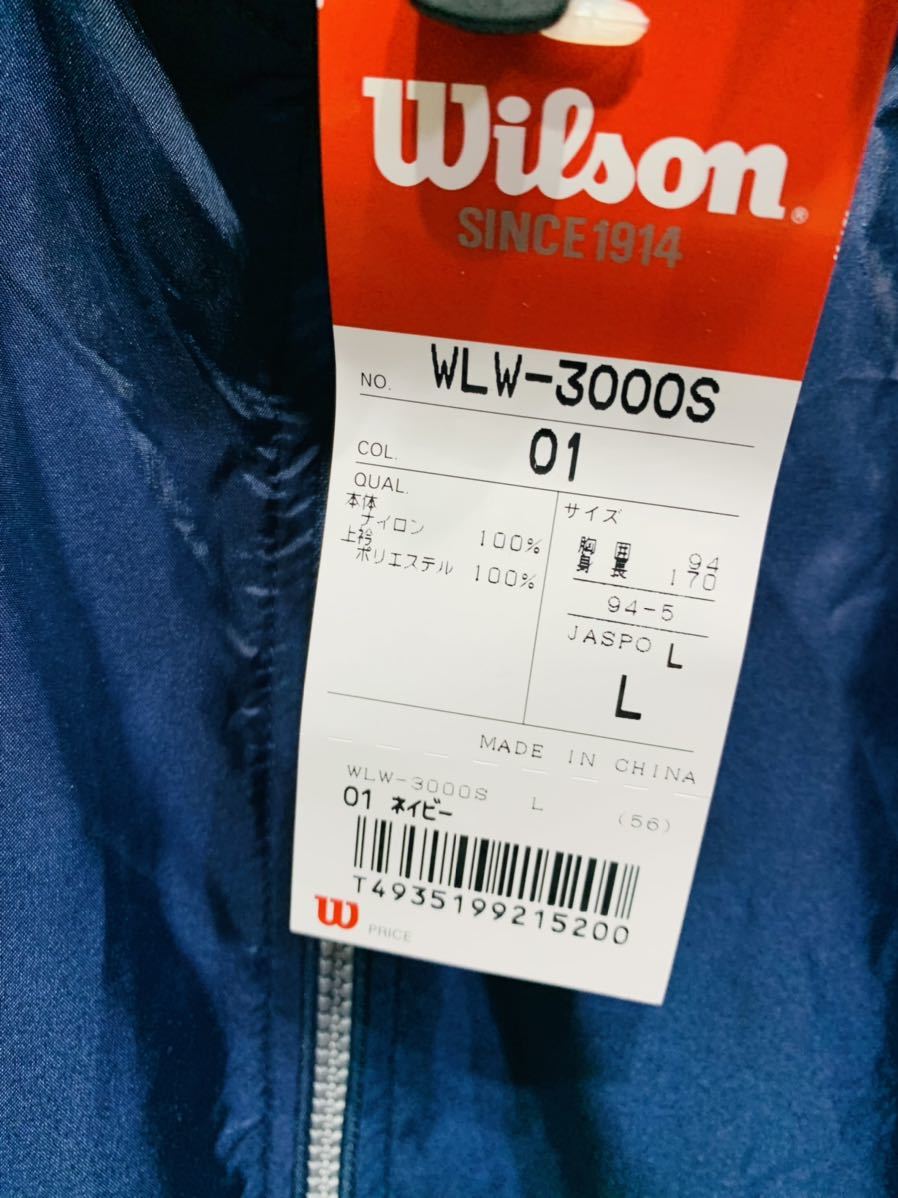 Wilson®
SINCE 1914
NO. WLW-3000S
COL. 01
QUAL.
本体
ナイロン 100%
上衿
ポリエステル 100%
サイズ
胸囲 94
身長 170
94-5
JASPO L
L
MADE IN CHINA
WLW-3000S L (56)
01 ネイビー
T4935199215200
W PRICE